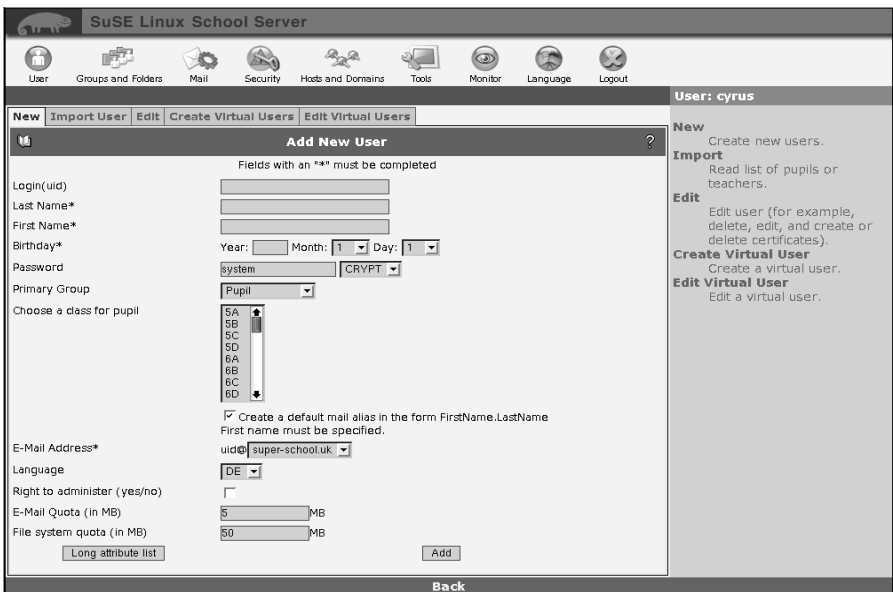 SuSE Linux School Server
User Groups and Folders Mail Security Hosts and Domains Tools Monitor Language Logout
User: cyrus
New Import User Edit Create Virtual Users Edit Virtual Users
Add New User ?
Fields with an "*" must be completed
Login(uid)
Last Name*
First Name*
Birthday* Year: Month: 1 Day: 1
Password system CRYPT
Primary Group Pupil
Choose a class for pupil
5A
5B
5C
5D
6A
6B
6C
6D
Create a default mail alias in the form FirstName.LastName
First name must be specified.
E-Mail Address* uid@ super-school.uk
Language DE
Right to administer (yes/no)
E-Mail Quota (in MB) 5 MB
File system quota (in MB) 50 MB
Long attribute list Add
New
Create new users.
Import
Read list of pupils or
teachers.
Edit
Edit user (for example,
delete, edit, and create or
delete certificates).
Create Virtual User
Create a virtual user.
Edit Virtual User
Edit a virtual user.
Back